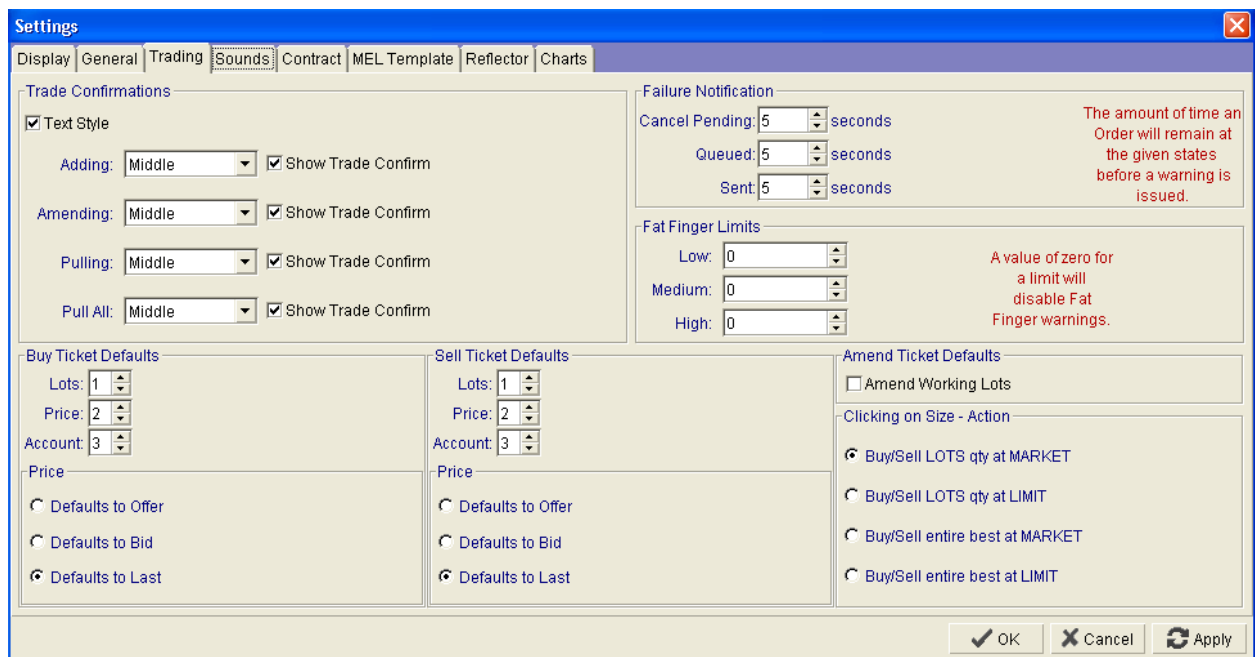 Settings
Display General Trading Sounds Contract MEL Template Reflector Charts
Trade Confirmations
Text Style
Adding: Middle Show Trade Confirm
Amending: Middle Show Trade Confirm
Pulling: Middle Show Trade Confirm
Pull All: Middle Show Trade Confirm
Failure Notification
Cancel Pending: 5 seconds
Queued: 5 seconds
Sent: 5 seconds
The amount of time an
Order will remain at
the given states
before a warning is
issued.
Fat Finger Limits
Low: 0
Medium: 0
High: 0
A value of zero for
a limit will
disable Fat
Finger warnings.
Buy Ticket Defaults
Lots: 1
Price: 2
Account: 3
Price
Defaults to Offer
Defaults to Bid
Defaults to Last
Sell Ticket Defaults
Lots: 1
Price: 2
Account: 3
Price
Defaults to Offer
Defaults to Bid
Defaults to Last
Amend Ticket Defaults
Amend Working Lots
Clicking on Size - Action
Buy/Sell LOTS qty at MARKET
Buy/Sell LOTS qty at LIMIT
Buy/Sell entire best at MARKET
Buy/Sell entire best at LIMIT
OK Cancel Apply